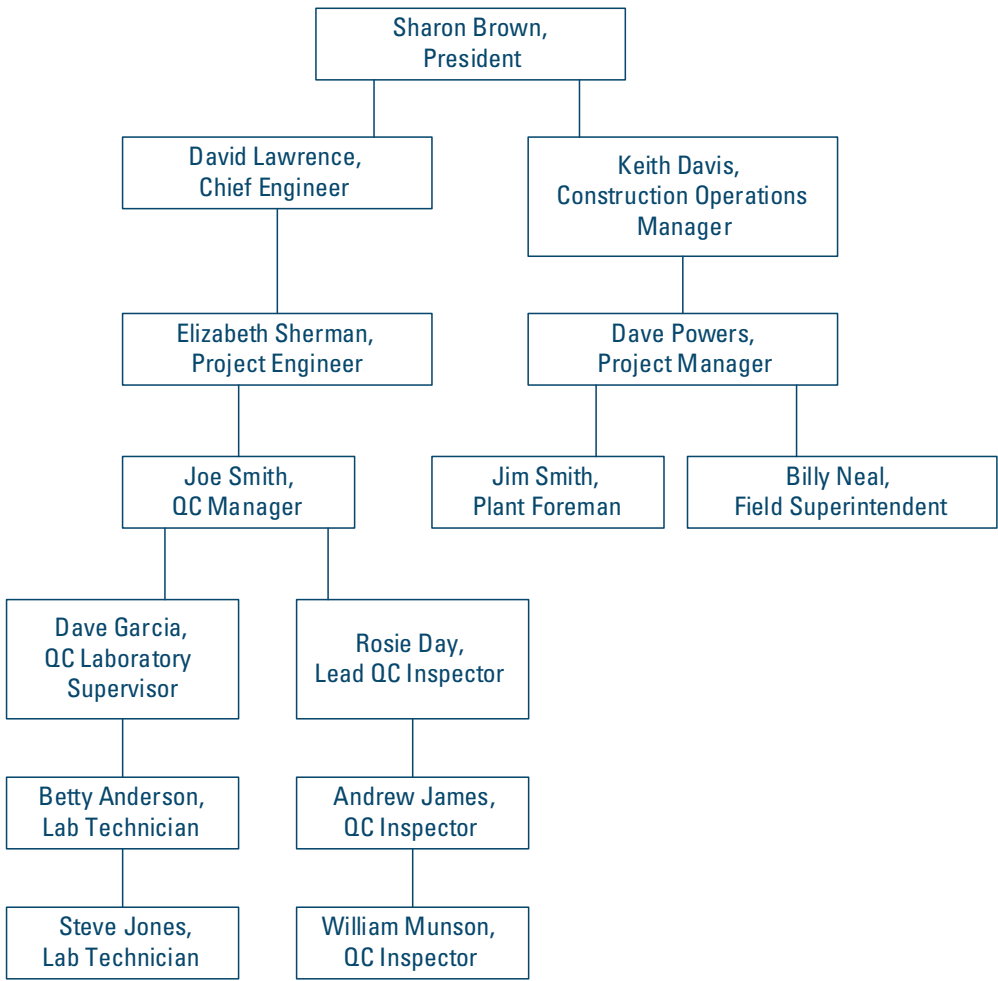 Sharon Brown,
President
David Lawrence,
Chief Engineer
Keith Davis,
Construction Operations
Manager
Elizabeth Sherman,
Project Engineer
Dave Powers,
Project Manager
Joe Smith,
QC Manager
Jim Smith,
Plant Foreman
Billy Neal,
Field Superintendent
Dave Garcia,
QC Laboratory
Supervisor
Rosie Day,
Lead QC Inspector
Betty Anderson,
Lab Technician
Andrew James,
QC Inspector
Steve Jones,
Lab Technician
William Munson,
QC Inspector